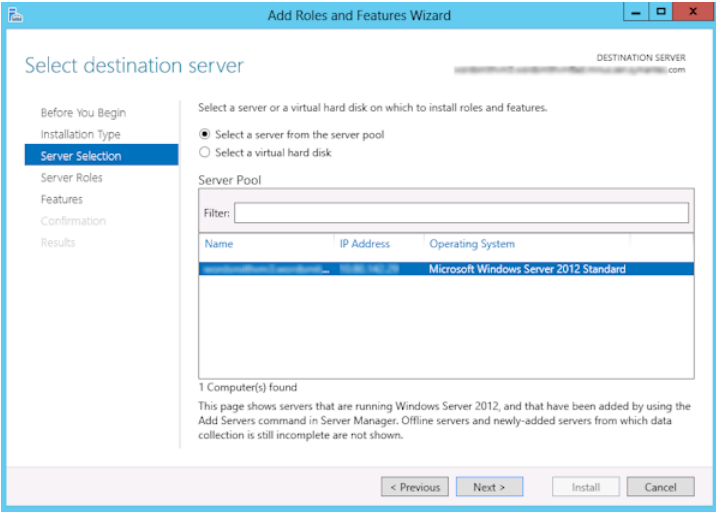 Add Roles and Features Wizard
Select destination server
DESTINATION SERVER
.com
Before You Begin
Installation Type
Server Selection
Server Roles
Features
Confirmation
Results
Select a server or a virtual hard disk on which to install roles and features.
Select a server from the server pool
Select a virtual hard disk
Server Pool
Filter:
Name IP Address Operating System
Microsoft Windows Server 2012 Standard
1 Computer(s) found
This page shows servers that are running Windows Server 2012, and that have been added by using the
Add Servers command in Server Manager. Offline servers and newly-added servers from which data
collection is still incomplete are not shown.
< Previous Next > Install Cancel